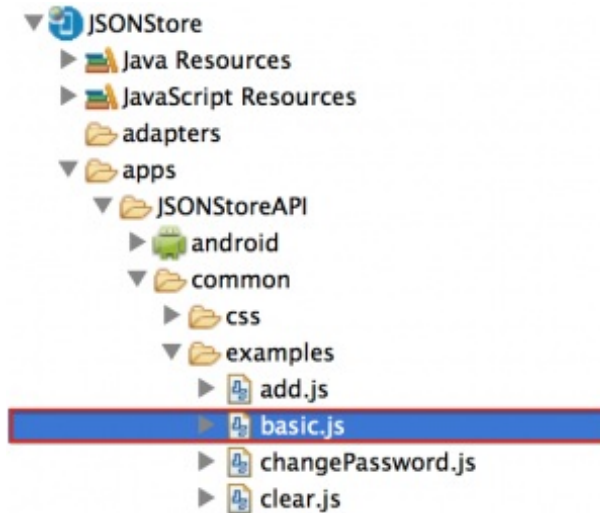 JSONStore
Java Resources
JavaScript Resources
adapters
apps
JSONStoreAPI
android
common
css
examples
add.js
basic.js
changePassword.js
clear.js